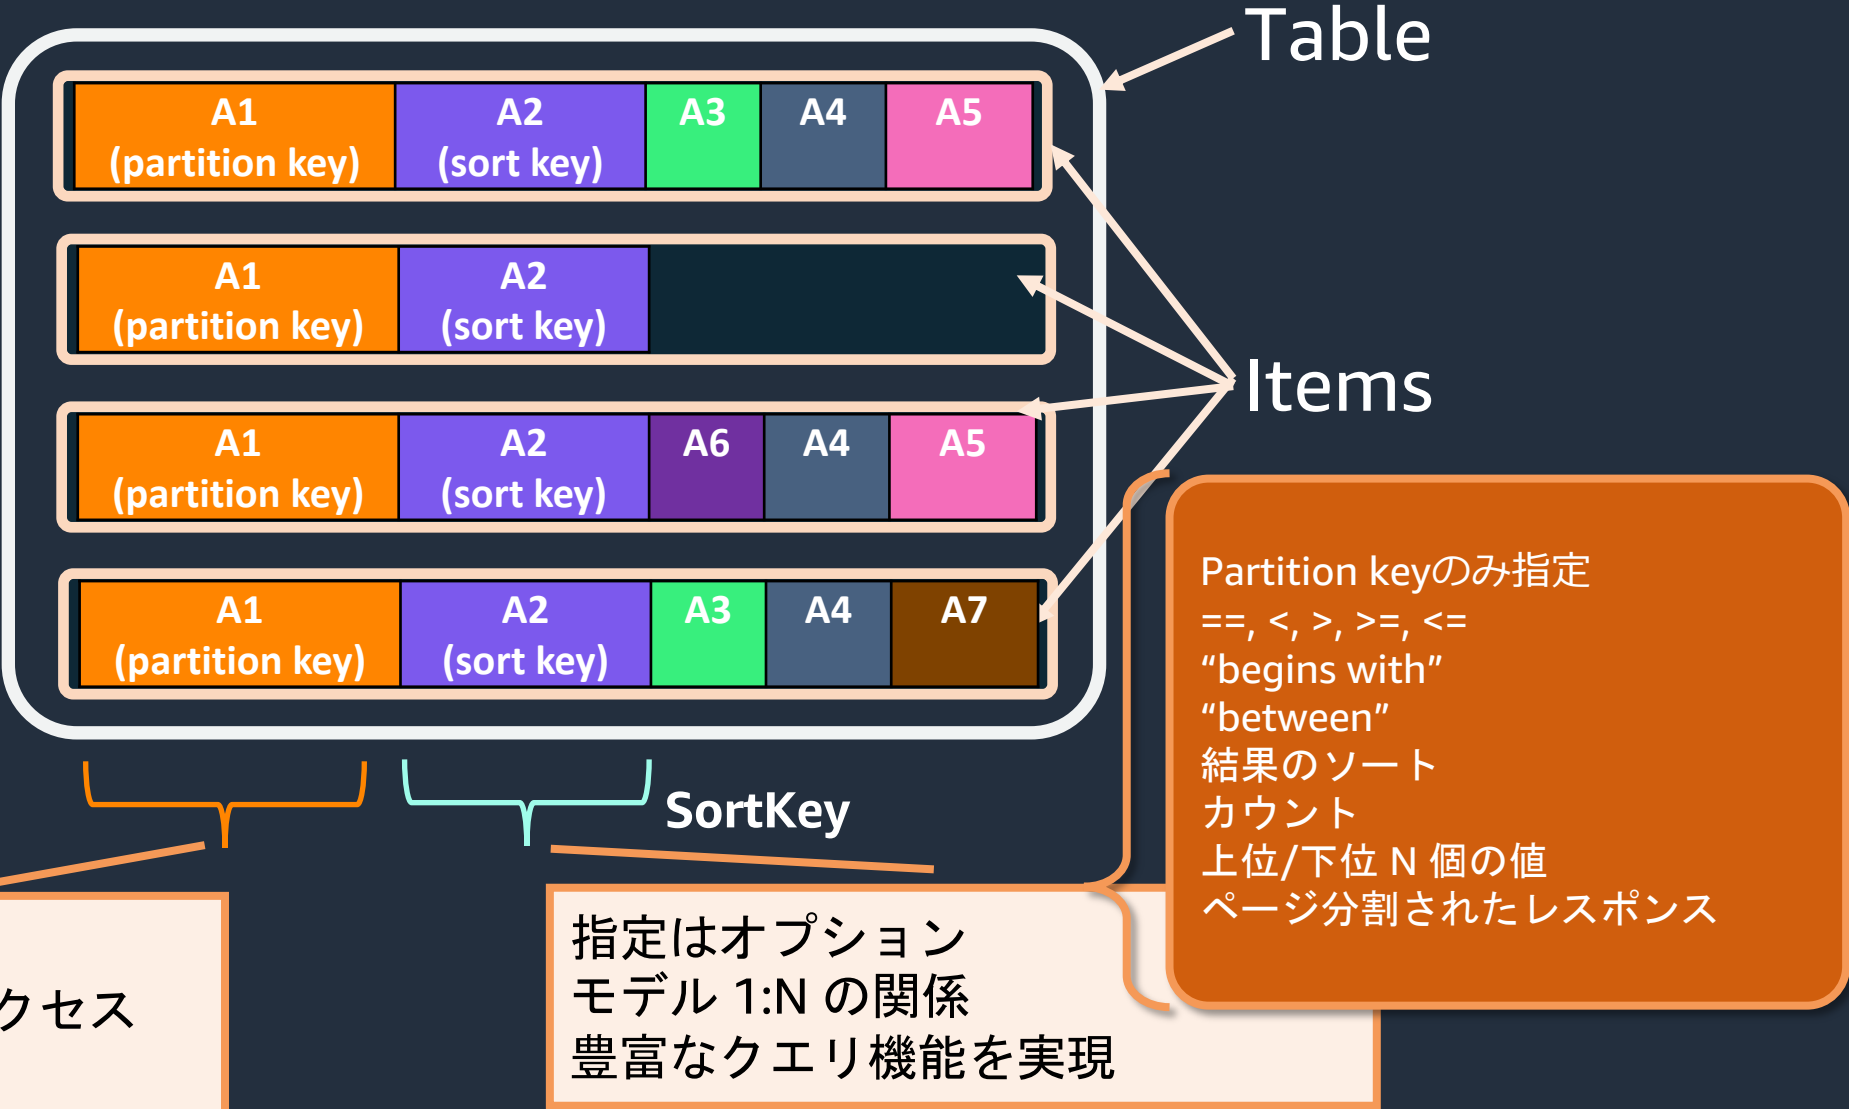 Table
A1
(partition key)
A2
(sort key)
A3
A4
A5
A1
(partition key)
A2
(sort key)
Items
A1
(partition key)
A2
(sort key)
A6
A4
A5
A1
(partition key)
A2
(sort key)
A3
A4
A7
Partition keyのみ指定
==, <, >, >=, <=
“begins with”
“between”
結果のソート
カウント
上位/下位 N 個の値
ページ分割されたレスポンス
SortKey
クセス
指定はオプション
モデル 1:N の関係
豊富なクエリ機能を実現